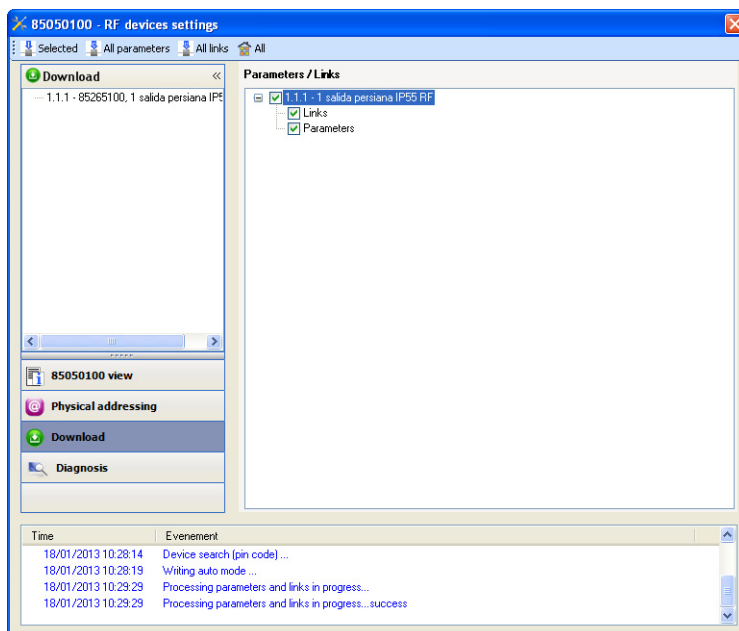 85050100 - RF devices settings
Selected All parameters All links All
Download «
1.1.1 - 85265100, 1 salida persiana IP5
Parameters / Links
1.1.1 - 1 salida persiana IP55 RF
Links
Parameters
85050100 view
Physical addressing
Download
Diagnosis
Time Evenement
18/01/2013 10:28:14 Device search (pin code) ...
18/01/2013 10:28:19 Writing auto mode ...
18/01/2013 10:29:29 Processing parameters and links in progress...
18/01/2013 10:29:29 Processing parameters and links in progress...success